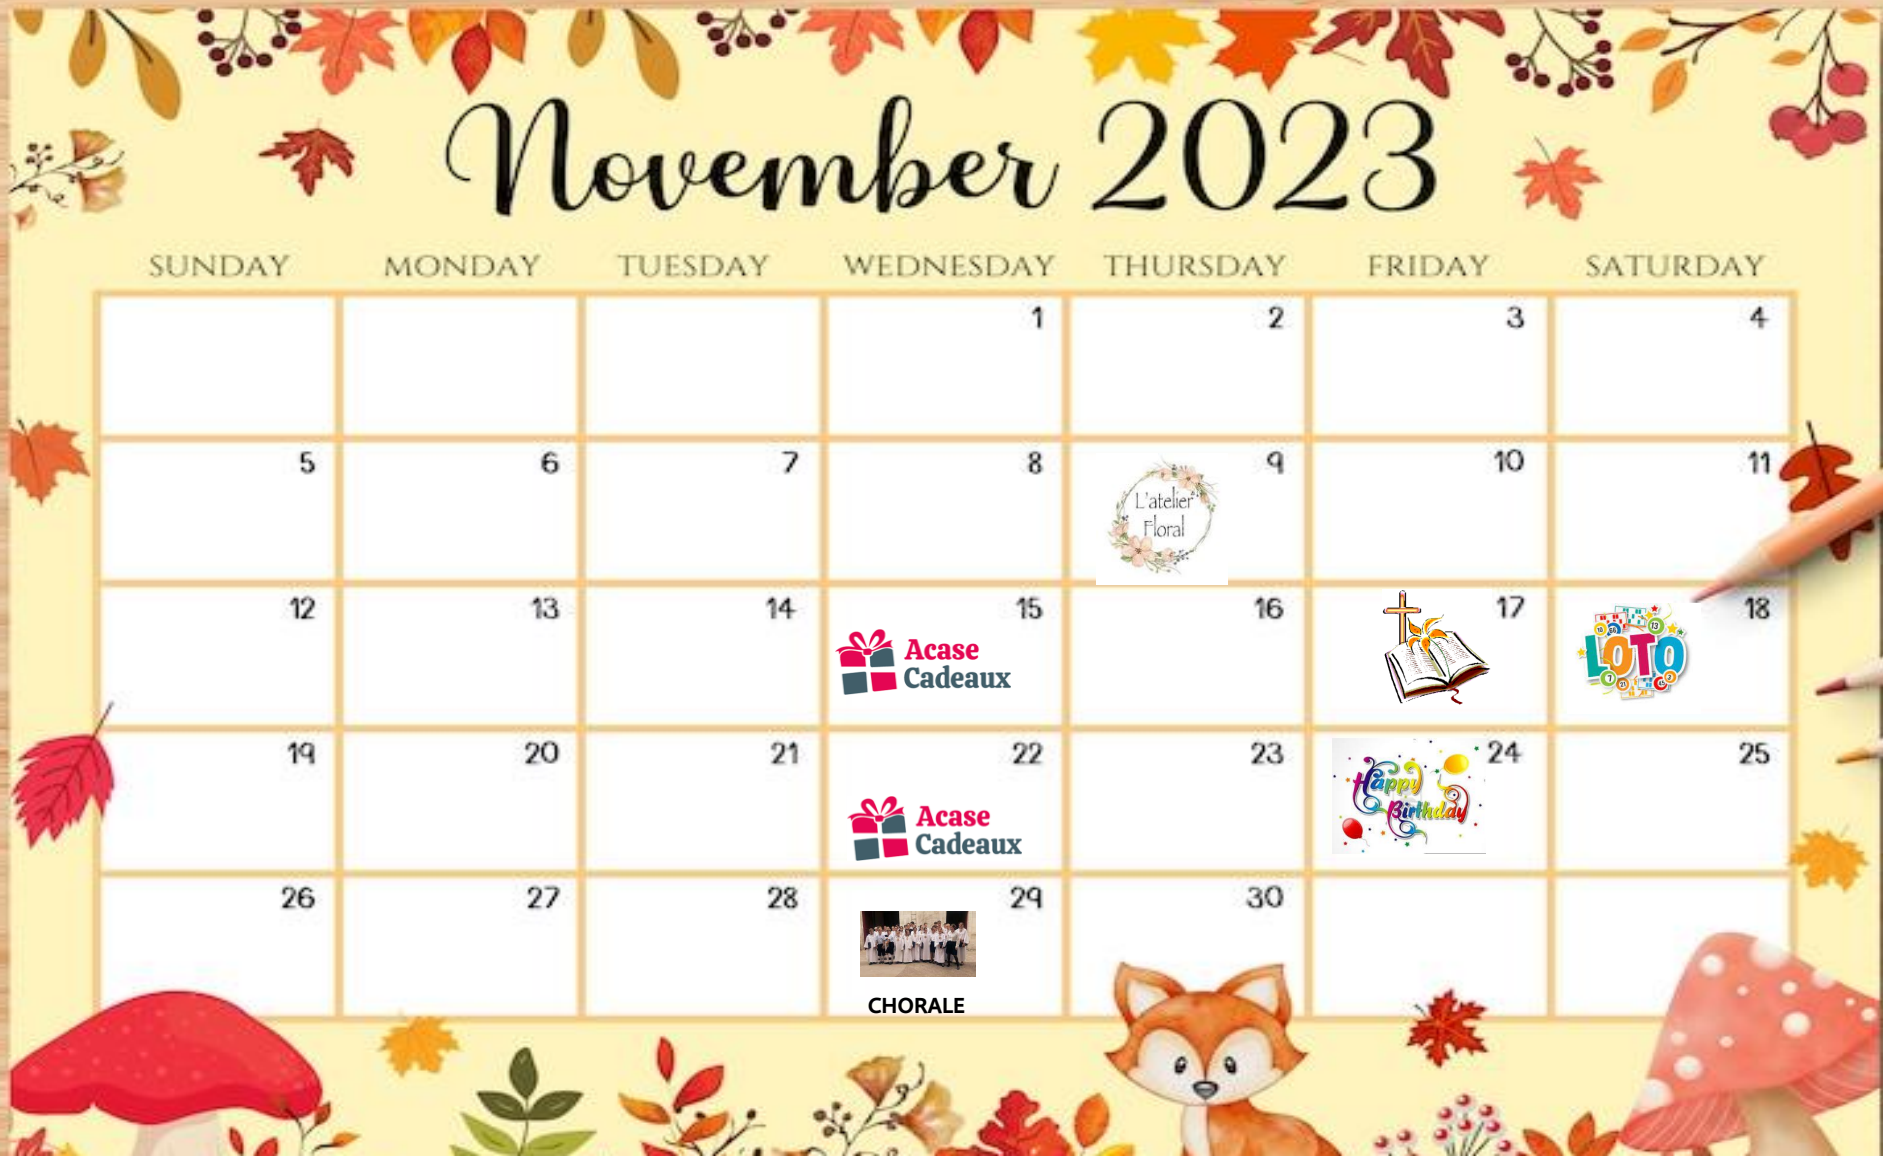 November 2023
SUNDAY MONDAY TUESDAY WEDNESDAY THURSDAY FRIDAY SATURDAY
1 2 3 4
5 6 7 8 9 10 11
L'atelier
Floral
12 13 14 15 16 17 18
Acase
Cadeaux
LOTO
13
19 20 21 22 23 24 25
Happy
Birthday
Acase
Cadeaux
26 27 28 29 30
CHORALE